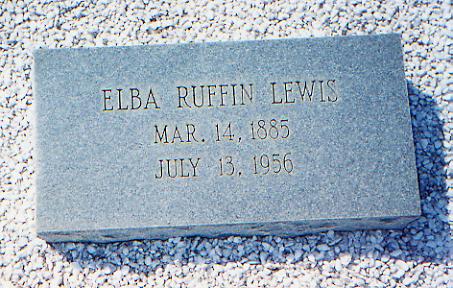 ELBA RUFFIN LEWIS
MAR. 14, 1885
JULY 13, 1956